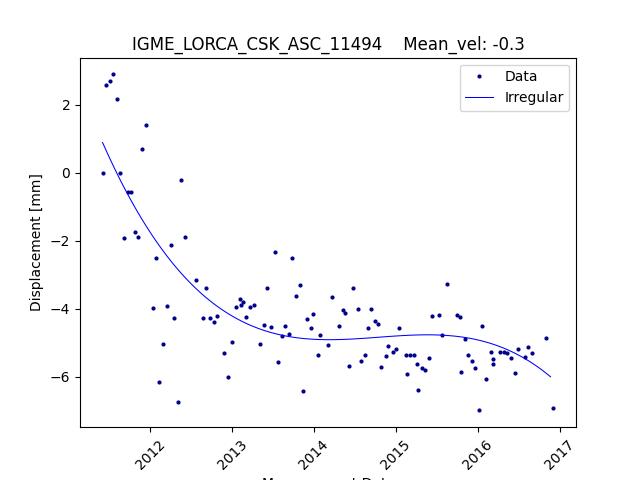 IGME_LORCA_CSK_ASC_11494    Mean_vel: -0.3
Data
Irregular
Displacement [mm]
2
0
−2
−4
−6
2012
2013
2014
2015
2016
2017